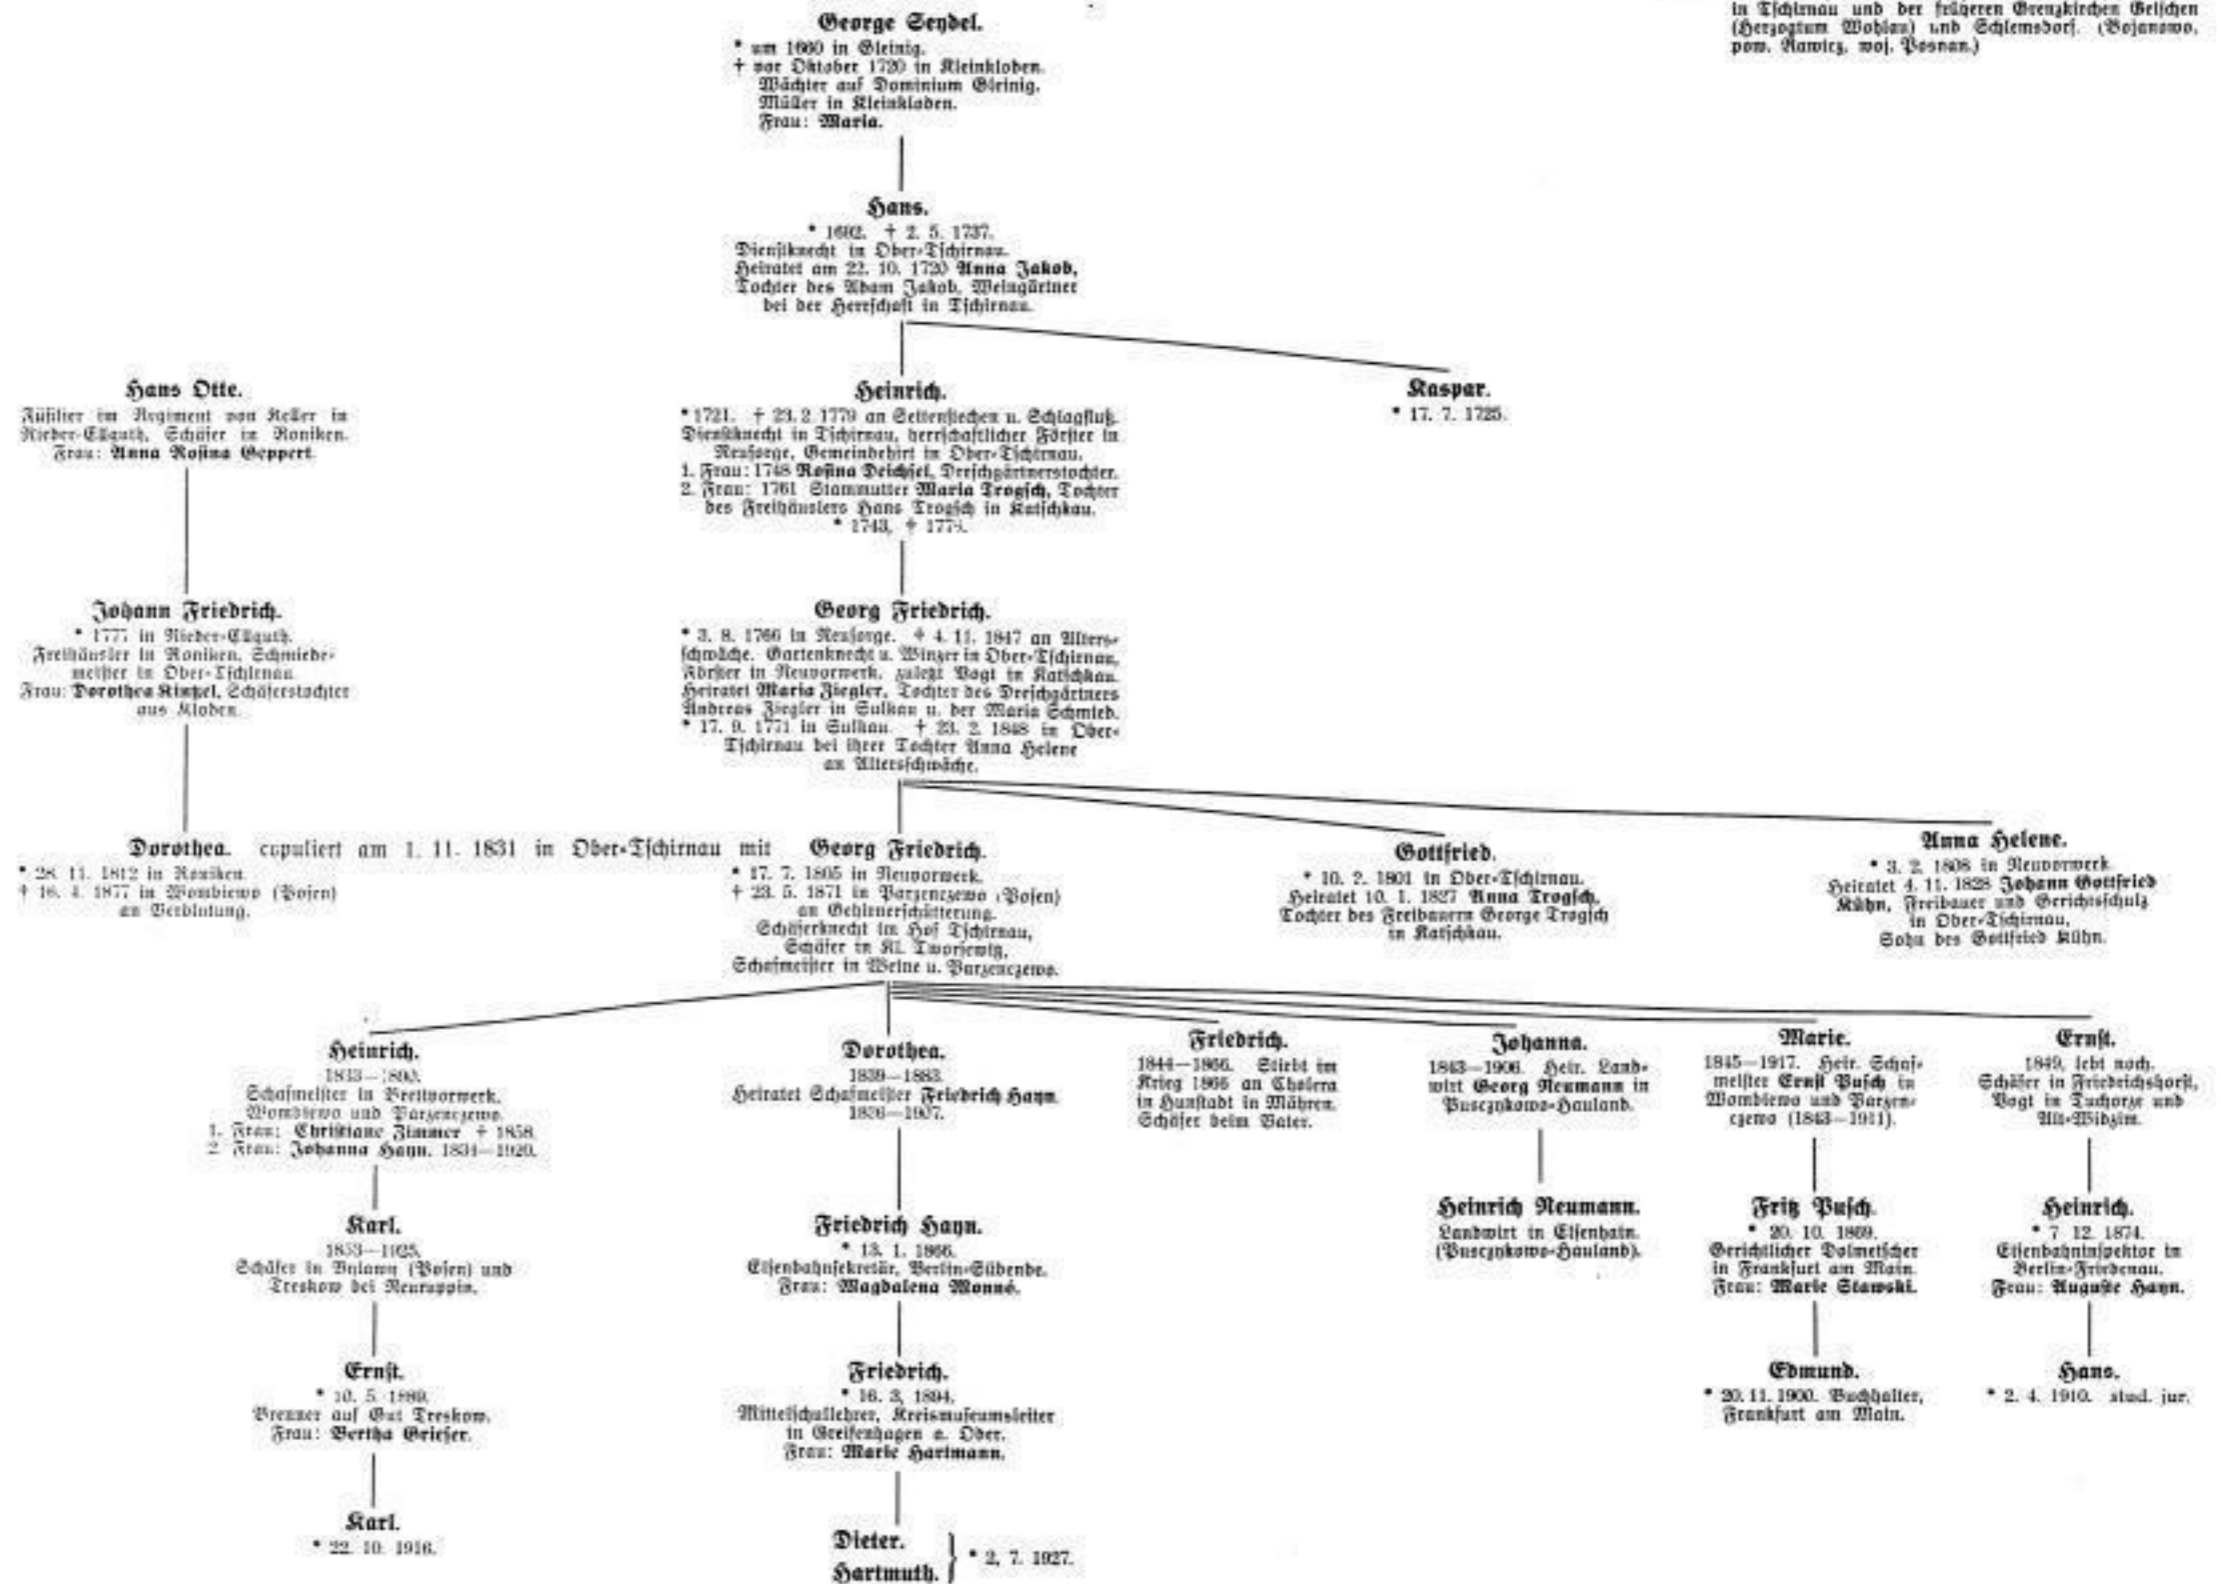 in Tschirnau und der früheren Grenzkirchen Geischen
(Herzogtum Wohlau) und Schlemsdorf. (Bojanowo,
pow. Rawicz, woj. Posnan.)
George Seydel.
* um 1660 in Gleinig.
† vor Oktober 1720 in Kleinkloden.
Wächter auf Dominium Gleinig.
Müller in Kleinkloden.
Frau: Maria.
Hans.
* 1692. † 2. 5. 1737.
Dienstknecht in Ober-Tschirnau.
Heiratet am 22. 10. 1720 Anna Jakob,
Tochter des Adam Jakob, Weingärtner
bei der Herrschaft in Tschirnau.
Hans Otte.
Füsilier im Regiment von Keller in
Nieder-Ellguth, Schäfer in Roniken.
Frau: Anna Rosina Geppert.
Heinrich.
* 1721. † 23. 2. 1779 an Seitenstechen u. Schlagfluß.
Dienstknecht in Tschirnau, herrschaftlicher Förster in
Neusorge, Gemeindehirt in Ober-Tschirnau.
1. Frau: 1748 Rosina Deichsel, Dreschgärtnerstochter.
2. Frau: 1761 Stammutter Maria Trogsch, Tochter
des Freihäuslers Hans Trogsch in Katschkau.
* 1743, †
Kaspar.
* 17. 7. 1725.
Johann Friedrich.
* 1777 in Nieder-Ellguth.
Freihäusler in Roniken, Schmiede-
meister in Ober-Tschirnau.
Frau: Dorothea Kintzel, Schäferstochter
aus Kloden.
Georg Friedrich.
* 3. 8. 1766 in Neusorge. † 4. 11. 1847 an Alters-
schwäche. Gartenknecht u. Winzer in Ober-Tschirnau,
Förster in Neuvorwerk, zuletzt Vogt in Katschkau.
Heiratet Maria Ziegler, Tochter des Dreschgärtners
Andreas Ziegler in Sulkau u. der Maria Schmied.
* 17. 9. 1771 in Sulkau. † 23. 2. 1848 in Ober-
Tschirnau bei ihrer Tochter Anna Helene
an Altersschwäche.
Dorothea. copuliert am 1. 11. 1831 in Ober-Tschirnau mit Georg Friedrich.
* 28. 11. 1812 in Roniken.
† 16. 4. 1877 in Wombiewo (Posen)
an Verblutung.
* 17. 7. 1805 in Neuvorwerk.
† 23. 5. 1871 in Parzenczewo (Posen)
an Gehirnerschütterung.
Schäferknecht im Hof Tschirnau,
Schäfer in Kl. Tworsewitz,
Schafmeister in Weine u. Parzenczewo.
Gottfried.
* 10. 2. 1801 in Ober-Tschirnau.
Heiratet 10. 1. 1827 Anna Trogsch,
Tochter des Freibauern George Trogsch
in Katschkau.
Anna Helene.
* 3. 2. 1808 in Neuvorwerk.
Heiratet 4. 11. 1828 Johann Gottfried
Kühn, Freibauer und Gerichtsschulz
in Ober-Tschirnau,
Sohn des Gottfried Kühn.
Heinrich.
Schafmeister in Breitvorwerk,
Wombiewo und Parzenczewo.
1. Frau: Christiane Zimmer † 1858.
2. Frau: Johanna Hayn. 1834—1920.
Dorothea.
1839—1883.
Heiratet Schafmeister Friedrich Hayn.
1836—1907.
Friedrich.
1844—1866. Stirbt im
Krieg 1866 an Cholera
in Hunstadt in Mähren.
Schäfer beim Vater.
Johanna.
1843—1906. Heir. Land-
wirt Georg Neumann in
Pusczykowo-Hauland.
Marie.
1845—1917. Heir. Schaf-
meister Ernst Pusch in
Wombiewo und Parzen-
czewo (1843—1911).
Ernst.
1849, lebt noch.
Schäfer in Friedrichshorst,
Vogt in Tuchorze und
Alt-Widzim.
Karl.
1853—1925.
Schäfer in Bylawy (Posen) und
Treskow bei Neuruppin.
Friedrich Hayn.
* 13. 1. 1866.
Eisenbahnsekretär, Berlin-Südende.
Frau: Magdalena Monné.
Heinrich Neumann.
Landwirt in Elsenhain.
(Pusczykowo-Hauland).
Fritz Pusch.
* 20. 10. 1869.
Gerichtlicher Dolmetscher
in Frankfurt am Main.
Frau: Marie Stawski.
Heinrich.
* 7. 12. 1874.
Eisenbahninspektor in
Berlin-Friedenau.
Frau: Auguste Hayn.
Ernst.
* 10. 5. 1889.
Brenner auf Gut Treskow.
Frau: Bertha Grieser.
Friedrich.
* 16. 3. 1894.
Mittelschullehrer, Kreismuseumsleiter
in Greifenhagen a. Oder.
Frau: Marie Hartmann.
Edmund.
* 20. 11. 1900. Buchhalter,
Frankfurt am Main.
Hans.
* 2. 4. 1910. stud. jur.
Karl.
* 22. 10. 1916.
Dieter.
Hartmuth. } * 2. 7. 1927.